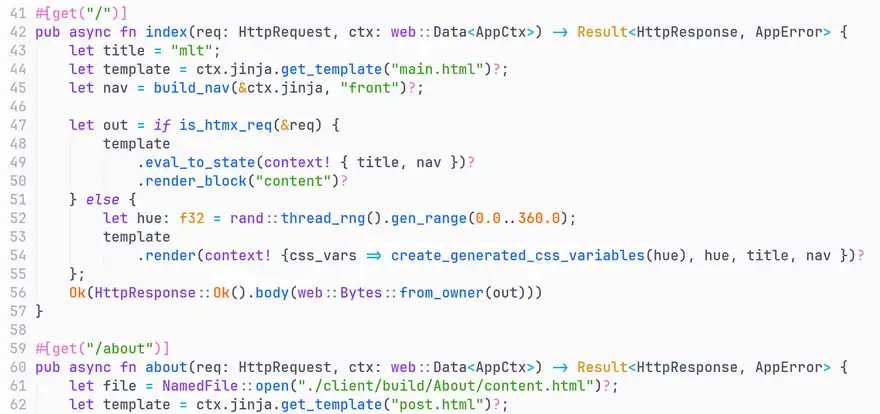 41 #[get("/")]
42 pub async fn index(req: HttpRequest, ctx: web::Data<AppCtx>) -> Result<HttpResponse, AppError> {
43     let title = "mlt";
44     let template = ctx.jinja.get_template("main.html")?;
45     let nav = build_nav(&ctx.jinja, "front")?;
46
47     let out = if is_htmx_req(&req) {
48         template
49             .eval_to_state(context! { title, nav })?
50             .render_block("content")?
51     } else {
52         let hue: f32 = rand::thread_rng().gen_range(0.0..360.0);
53         template
54             .render(context! {css_vars => create_generated_css_variables(hue), hue, title, nav })?
55     };
56     Ok(HttpResponse::Ok().body(web::Bytes::from_owner(out)))
57 }
58
59 #[get("/about")]
60 pub async fn about(req: HttpRequest, ctx: web::Data<AppCtx>) -> Result<HttpResponse, AppError> {
61     let file = NamedFile::open("./client/build/About/content.html")?;
62     let template = ctx.jinja.get_template("post.html")?;